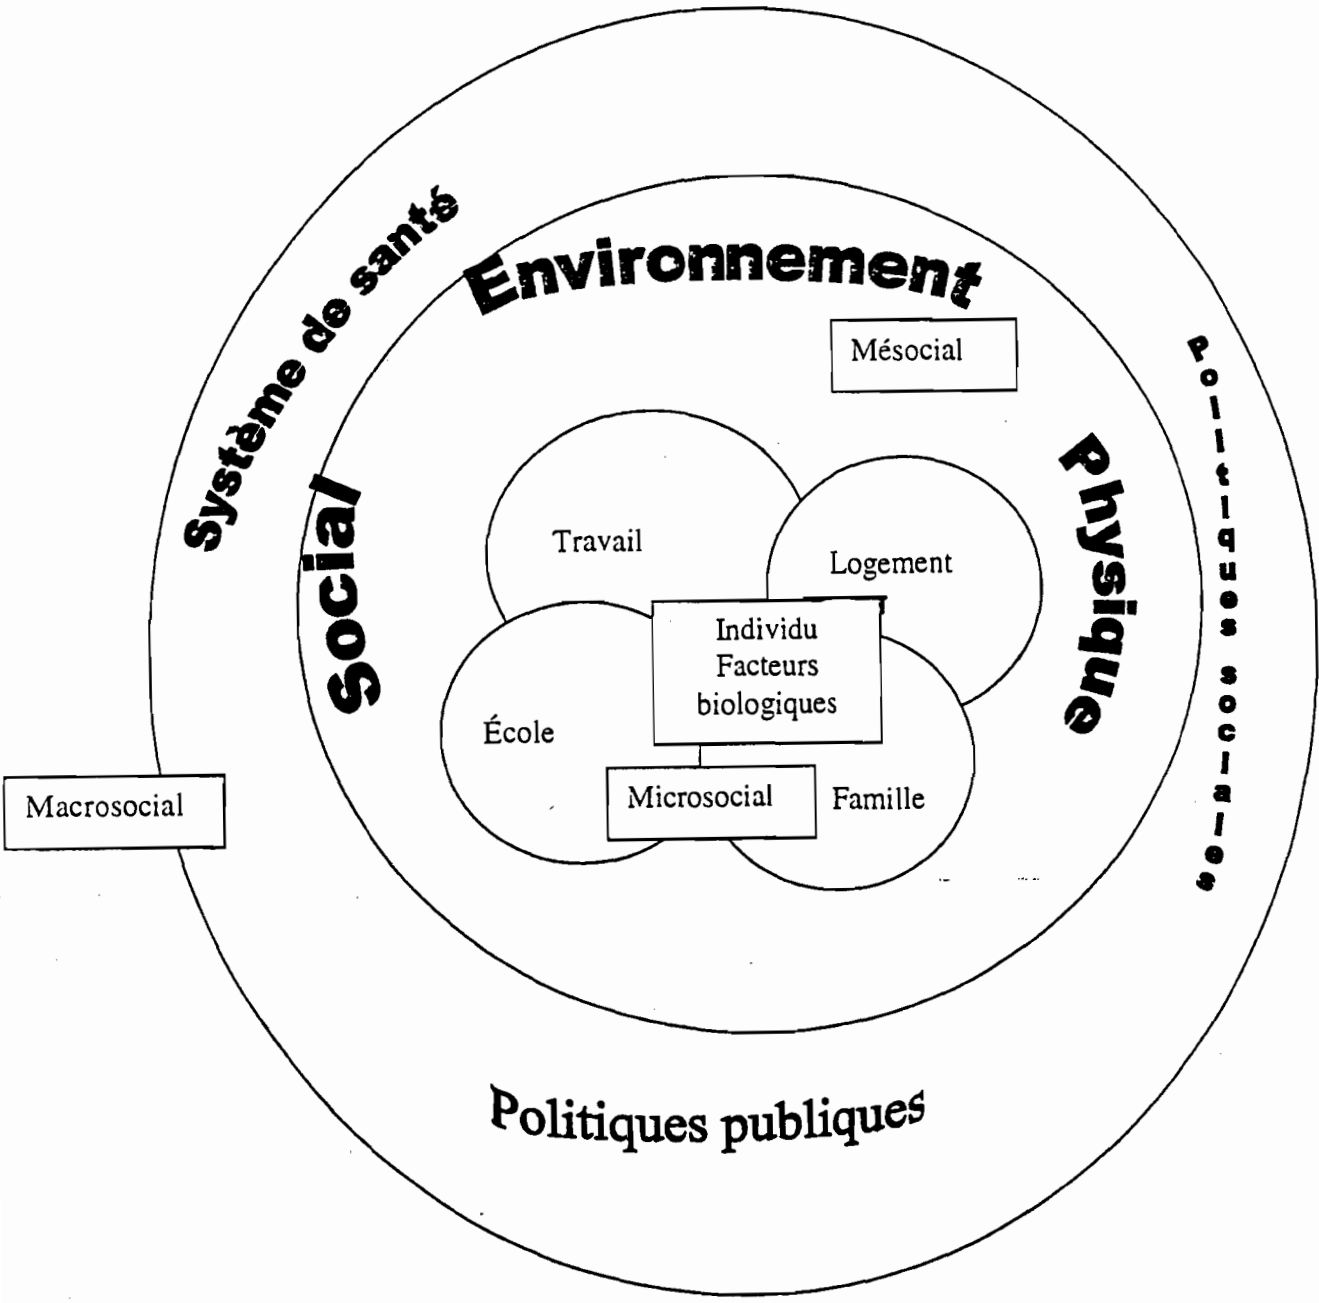 Système de santé
Environnement
Mésocial
Politiques sociales
Social
Physique
Travail
Logement
Individu
Facteurs
biologiques
École
Microsocial
Famille
Macrosocial
Politiques publiques